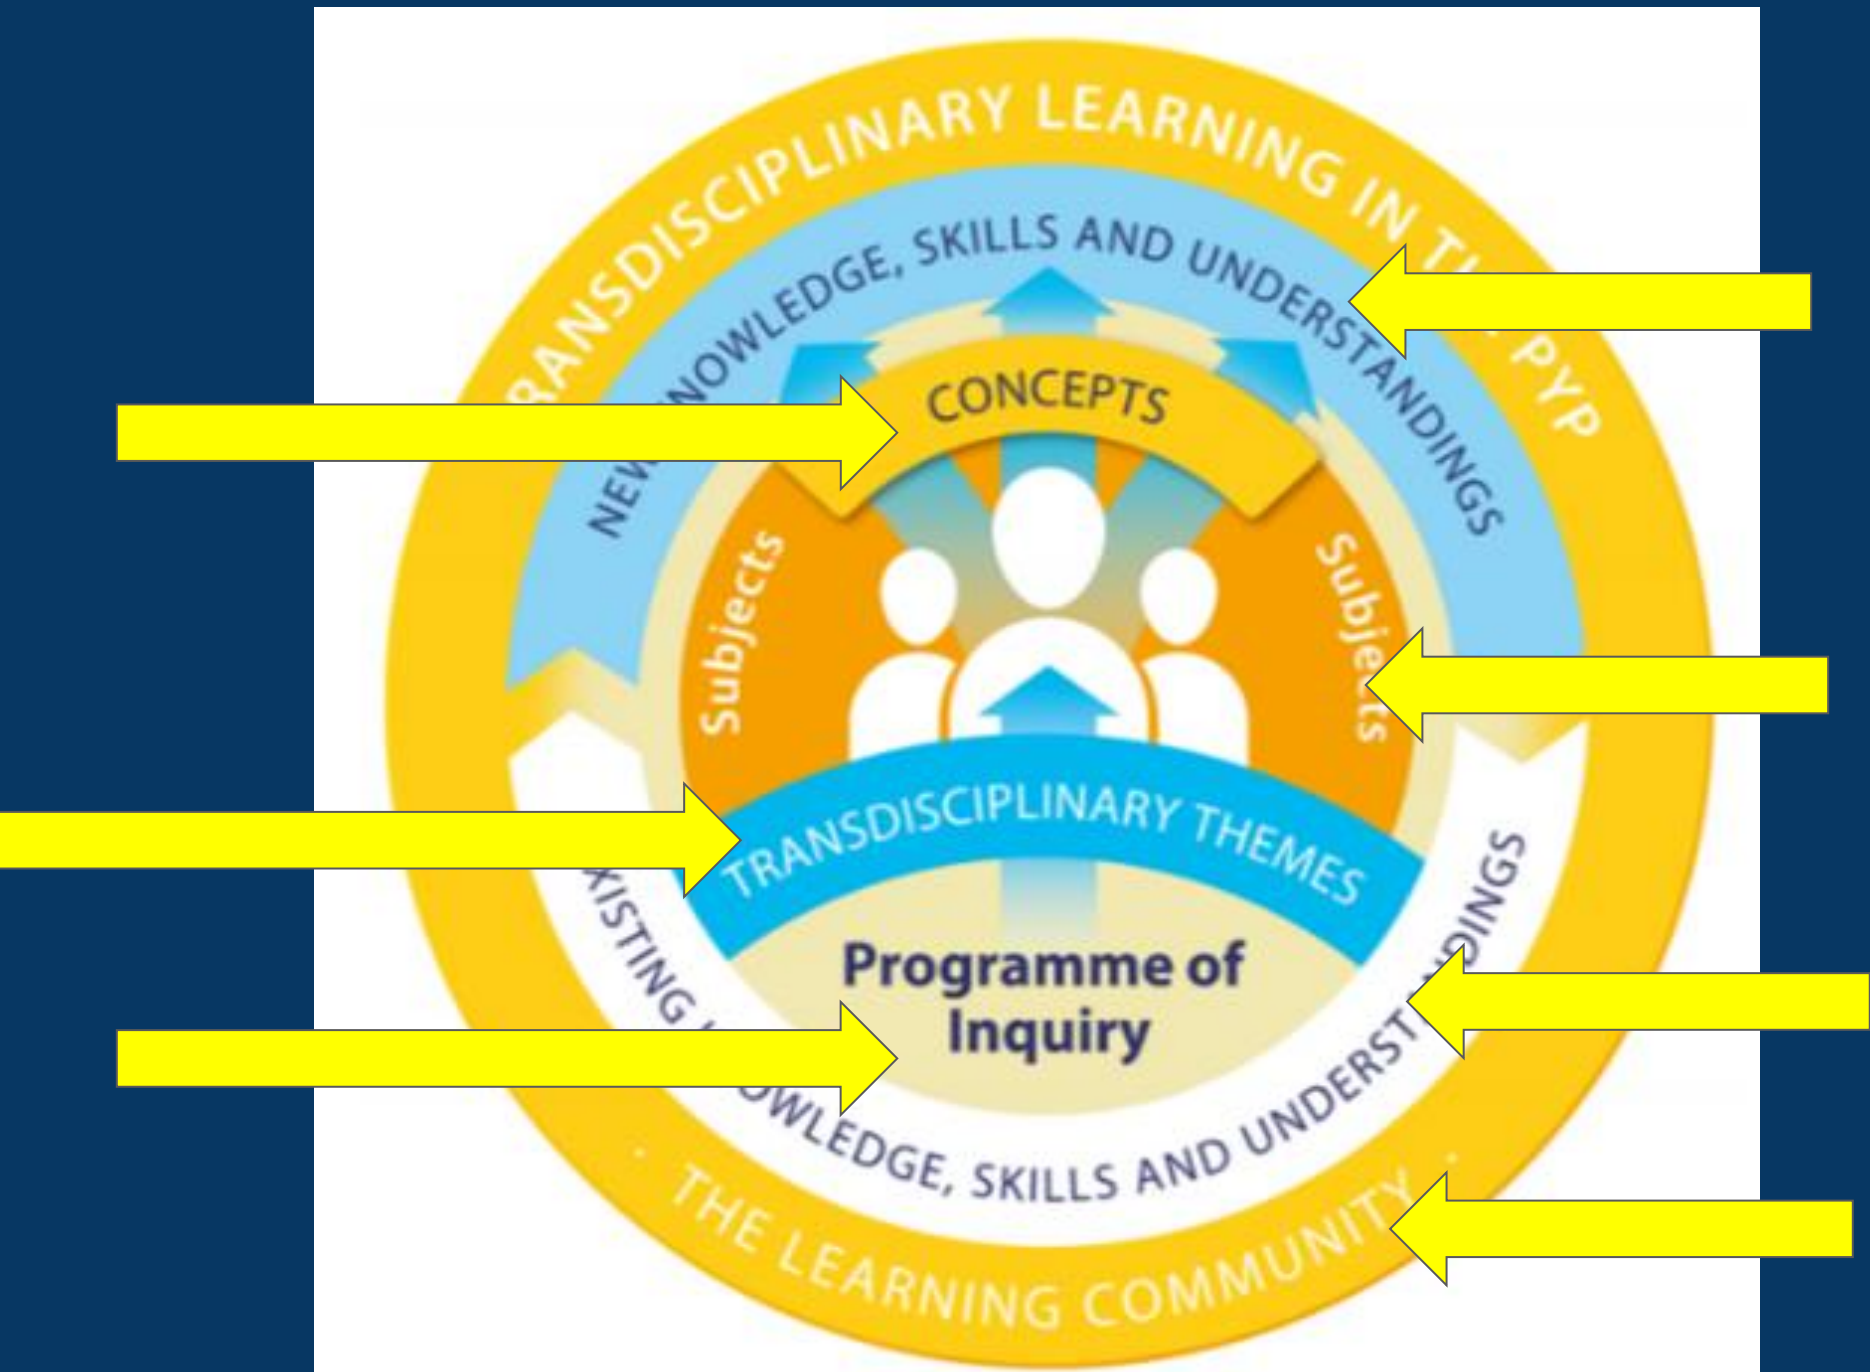 TRANSDISCIPLINARY LEARNING IN THE PYP
NEW KNOWLEDGE, SKILLS AND UNDERSTANDINGS
CONCEPTS
Subjects
Subjects
TRANSDISCIPLINARY THEMES
Programme of
Inquiry
EXISTING KNOWLEDGE, SKILLS AND UNDERSTANDINGS
· THE LEARNING COMMUNITY ·